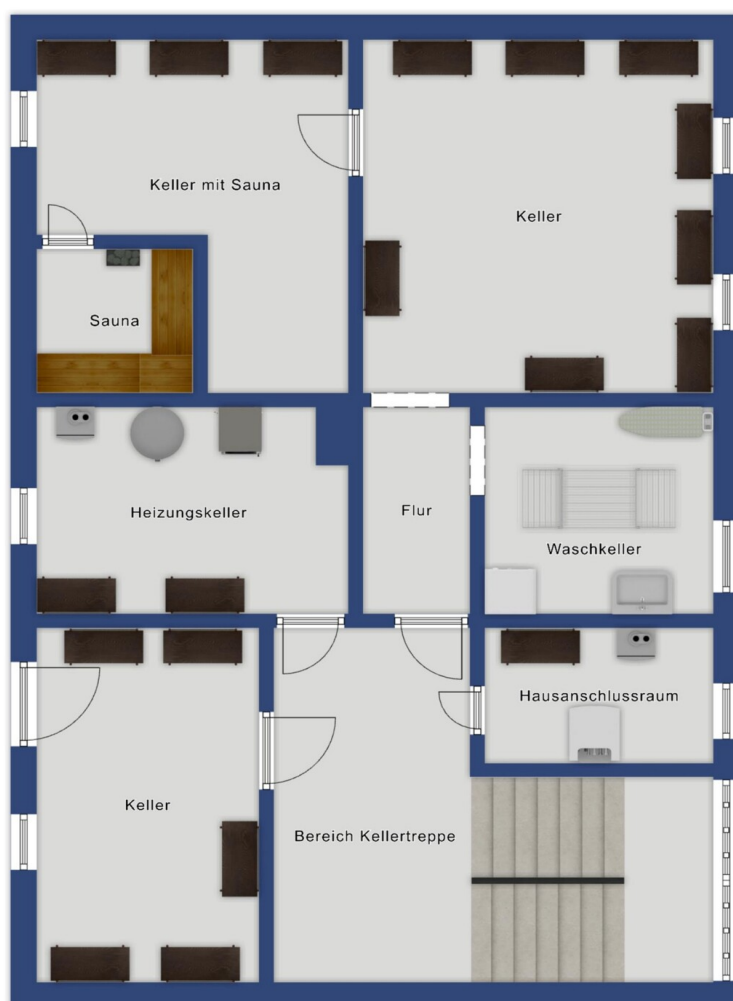 Keller mit Sauna
Keller
Sauna
Heizungskeller
Flur
Waschkeller
Hausanschlussraum
Keller
Bereich Kellertreppe